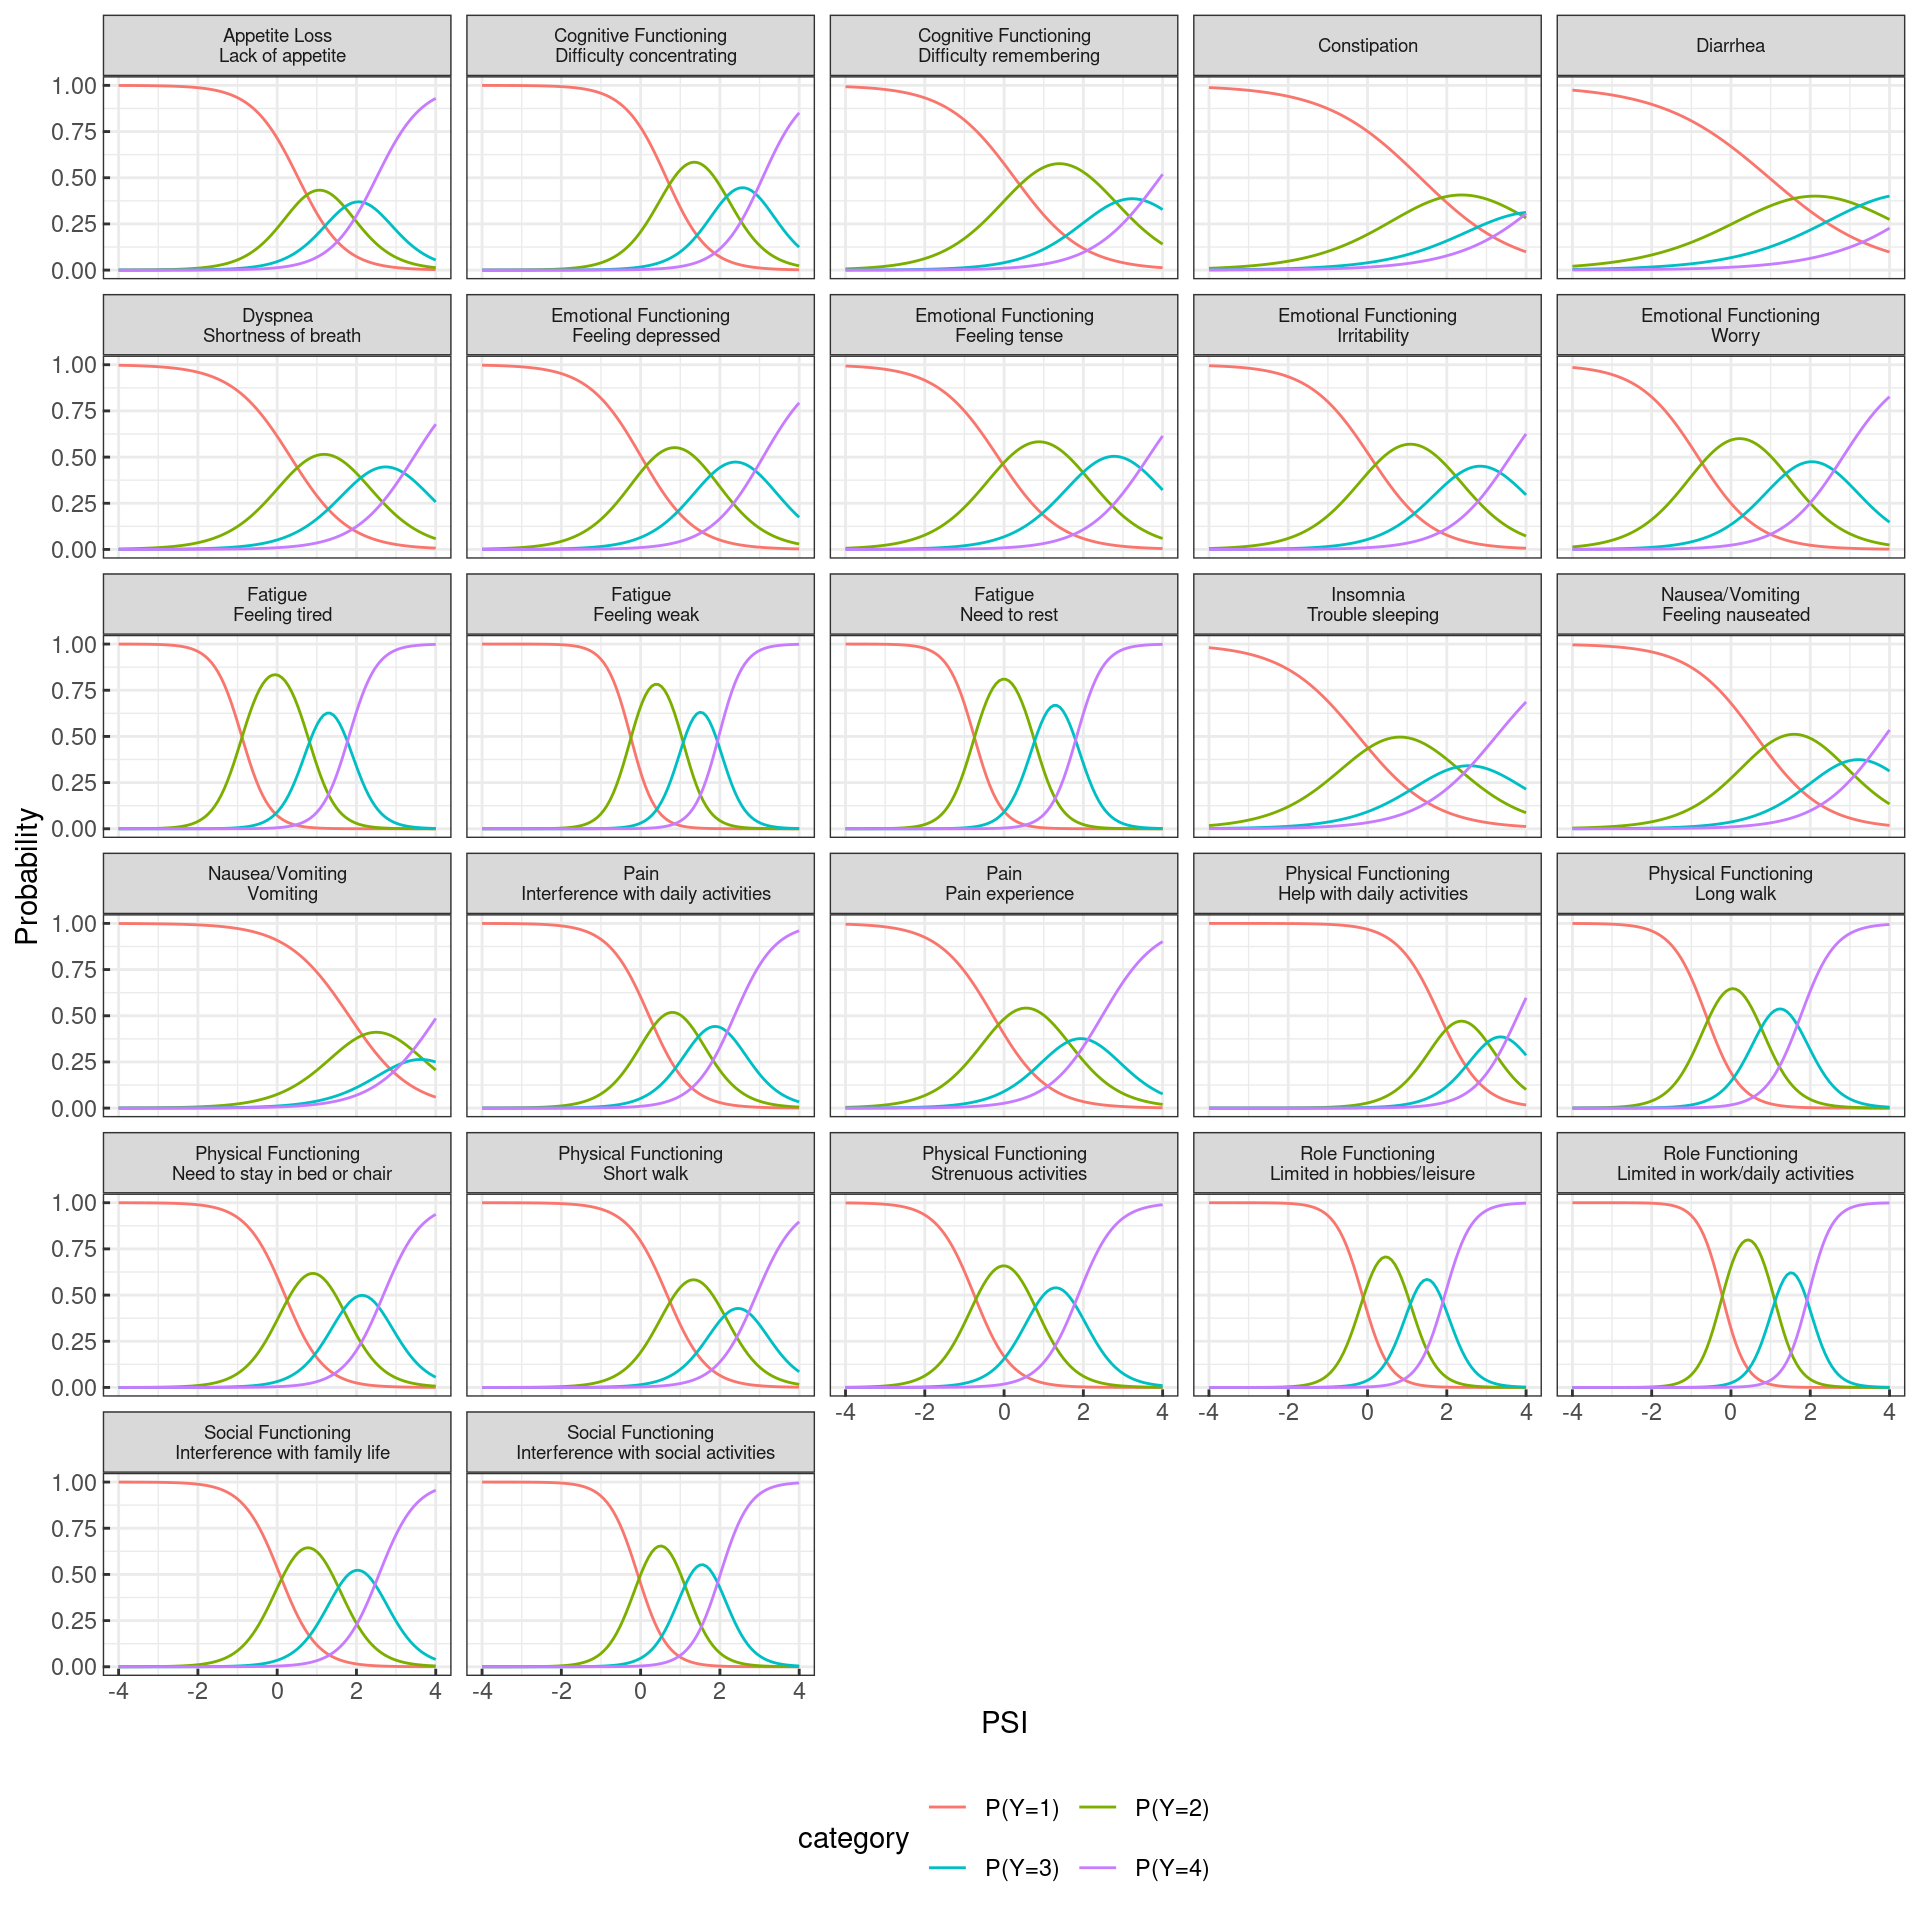 Appetite Loss
Lack of appetite
Cognitive Functioning
Difficulty concentrating
Cognitive Functioning
Difficulty remembering
Constipation
Diarrhea
1.00
0.75
0.50
0.25
0.00
Dyspnea
Shortness of breath
Emotional Functioning
Feeling depressed
Emotional Functioning
Feeling tense
Emotional Functioning
Irritability
Emotional Functioning
Worry
1.00
0.75
0.50
0.25
0.00
Fatigue
Feeling tired
Fatigue
Feeling weak
Fatigue
Need to rest
Insomnia
Trouble sleeping
Nausea/Vomiting
Feeling nauseated
1.00
0.75
0.50
0.25
0.00
Probability
Nausea/Vomiting
Vomiting
Pain
Interference with daily activities
Pain
Pain experience
Physical Functioning
Help with daily activities
Physical Functioning
Long walk
1.00
0.75
0.50
0.25
0.00
Physical Functioning
Need to stay in bed or chair
Physical Functioning
Short walk
Physical Functioning
Strenuous activities
Role Functioning
Limited in hobbies/leisure
Role Functioning
Limited in work/daily activities
1.00
0.75
0.50
0.25
0.00
-4 -2 0 2 4
-4 -2 0 2 4
-4 -2 0 2 4
Social Functioning
Interference with family life
Social Functioning
Interference with social activities
1.00
0.75
0.50
0.25
0.00
-4 -2 0 2 4
-4 -2 0 2 4
PSI
category
P(Y=1)
P(Y=2)
P(Y=3)
P(Y=4)